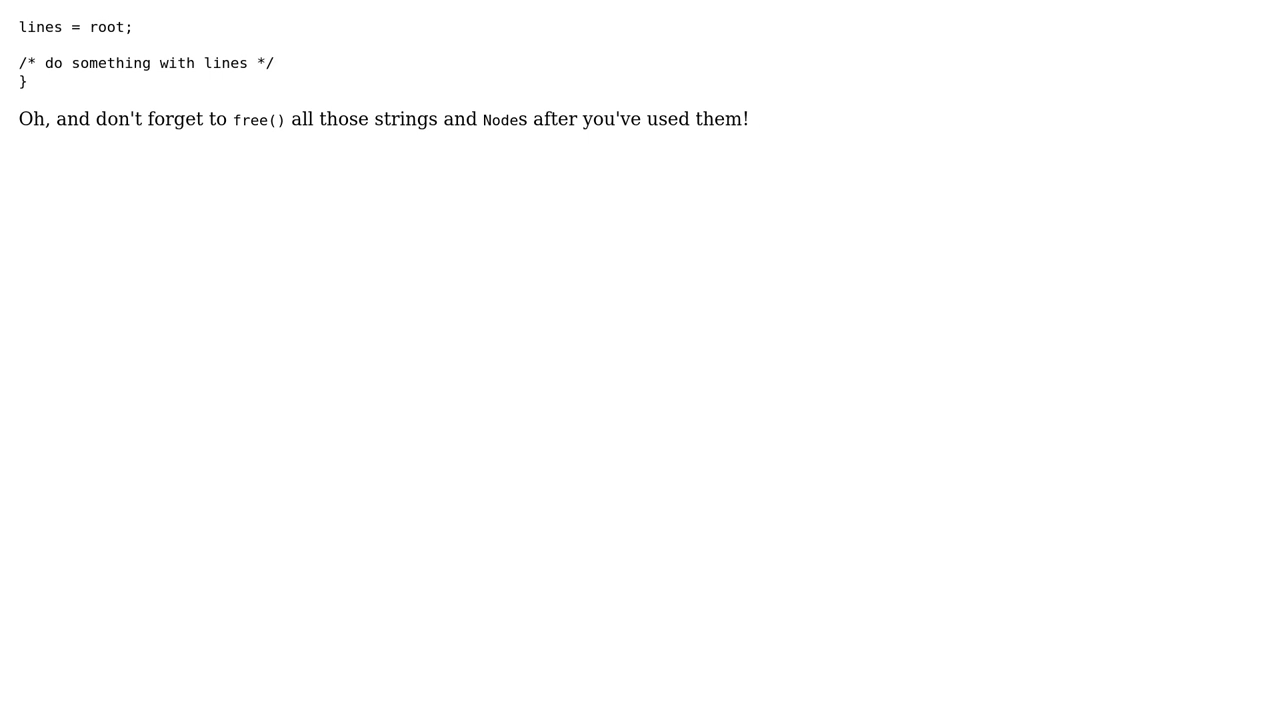 lines = root;
/* do something with lines */
}
Oh, and don't forget to free() all those strings and Nodes after you've used them!